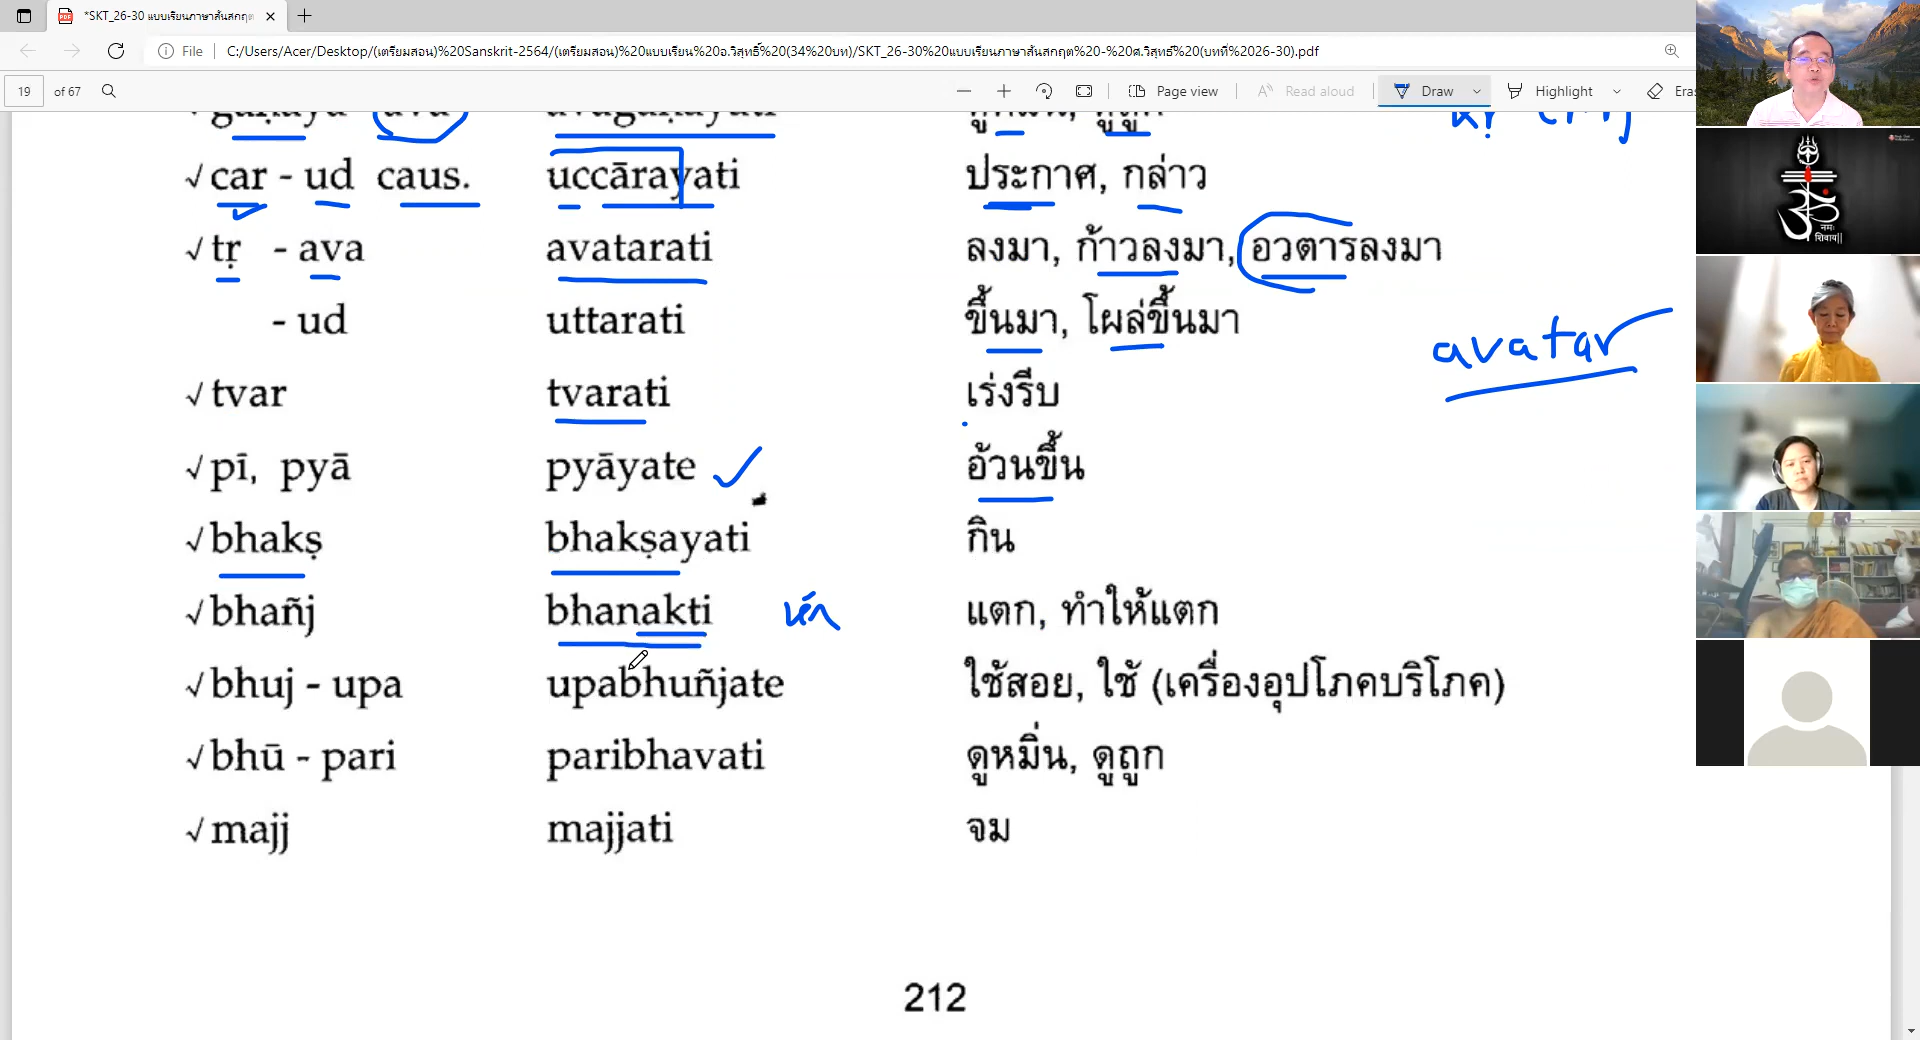 *SKT_26-30 แบบเรียนภาษาสันสกฤต
File C:/Users/Acer/Desktop/(เตรียมสอน)%20Sanskrit-2564/(เตรียมสอน)%20แบบเรียน%20อ.วิสุทธิ์%20(34%20บท)/SKT_26-30%20แบบเรียนภาษาสันสกฤต%20-%20ศ.วิสุทธ์%20(บทที่%2026-30).pdf
19 of 67 Page view Read aloud Draw Highlight Eras
√ car - ud caus. uccārayati ประกาศ, กล่าว
√ tṛ - ava avatarati ลงมา, ก้าวลงมา, อวตารลงมา
- ud uttarati ขึ้นมา, โผล่ขึ้นมา
avatar
√ tvar tvarati เร่งรีบ
√ pī, pyā pyāyate อ้วนขึ้น
√ bhakṣ bhakṣayati กิน
√ bhañj bhanakti แตก, ทำให้แตก
√ bhuj - upa upabhuñjate ใช้สอย, ใช้ (เครื่องอุปโภคบริโภค)
√ bhū - pari paribhavati ดูหมิ่น, ดูถูก
√ majj majjati จม
212
नमः
शिवाय||